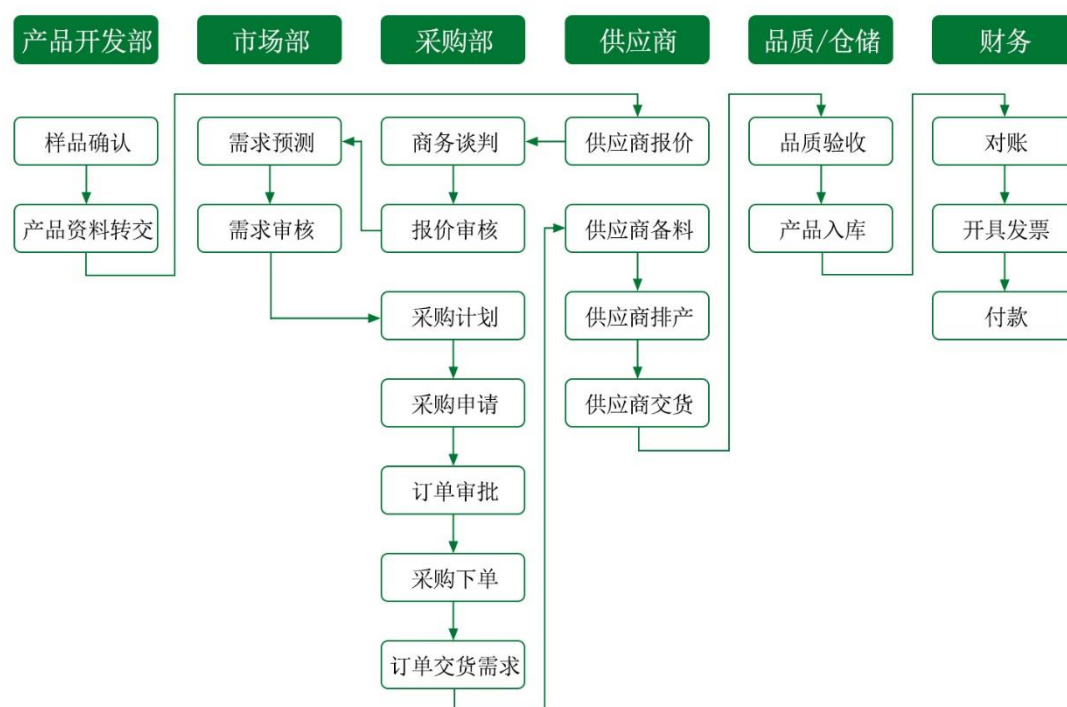 产品开发部
市场部
采购部
供应商
品质/仓储
财务
样品确认
需求预测
商务谈判
供应商报价
品质验收
对账
产品资料转交
需求审核
报价审核
供应商备料
产品入库
开具发票
采购计划
供应商排产
付款
采购申请
供应商交货
订单审批
采购下单
订单交货需求